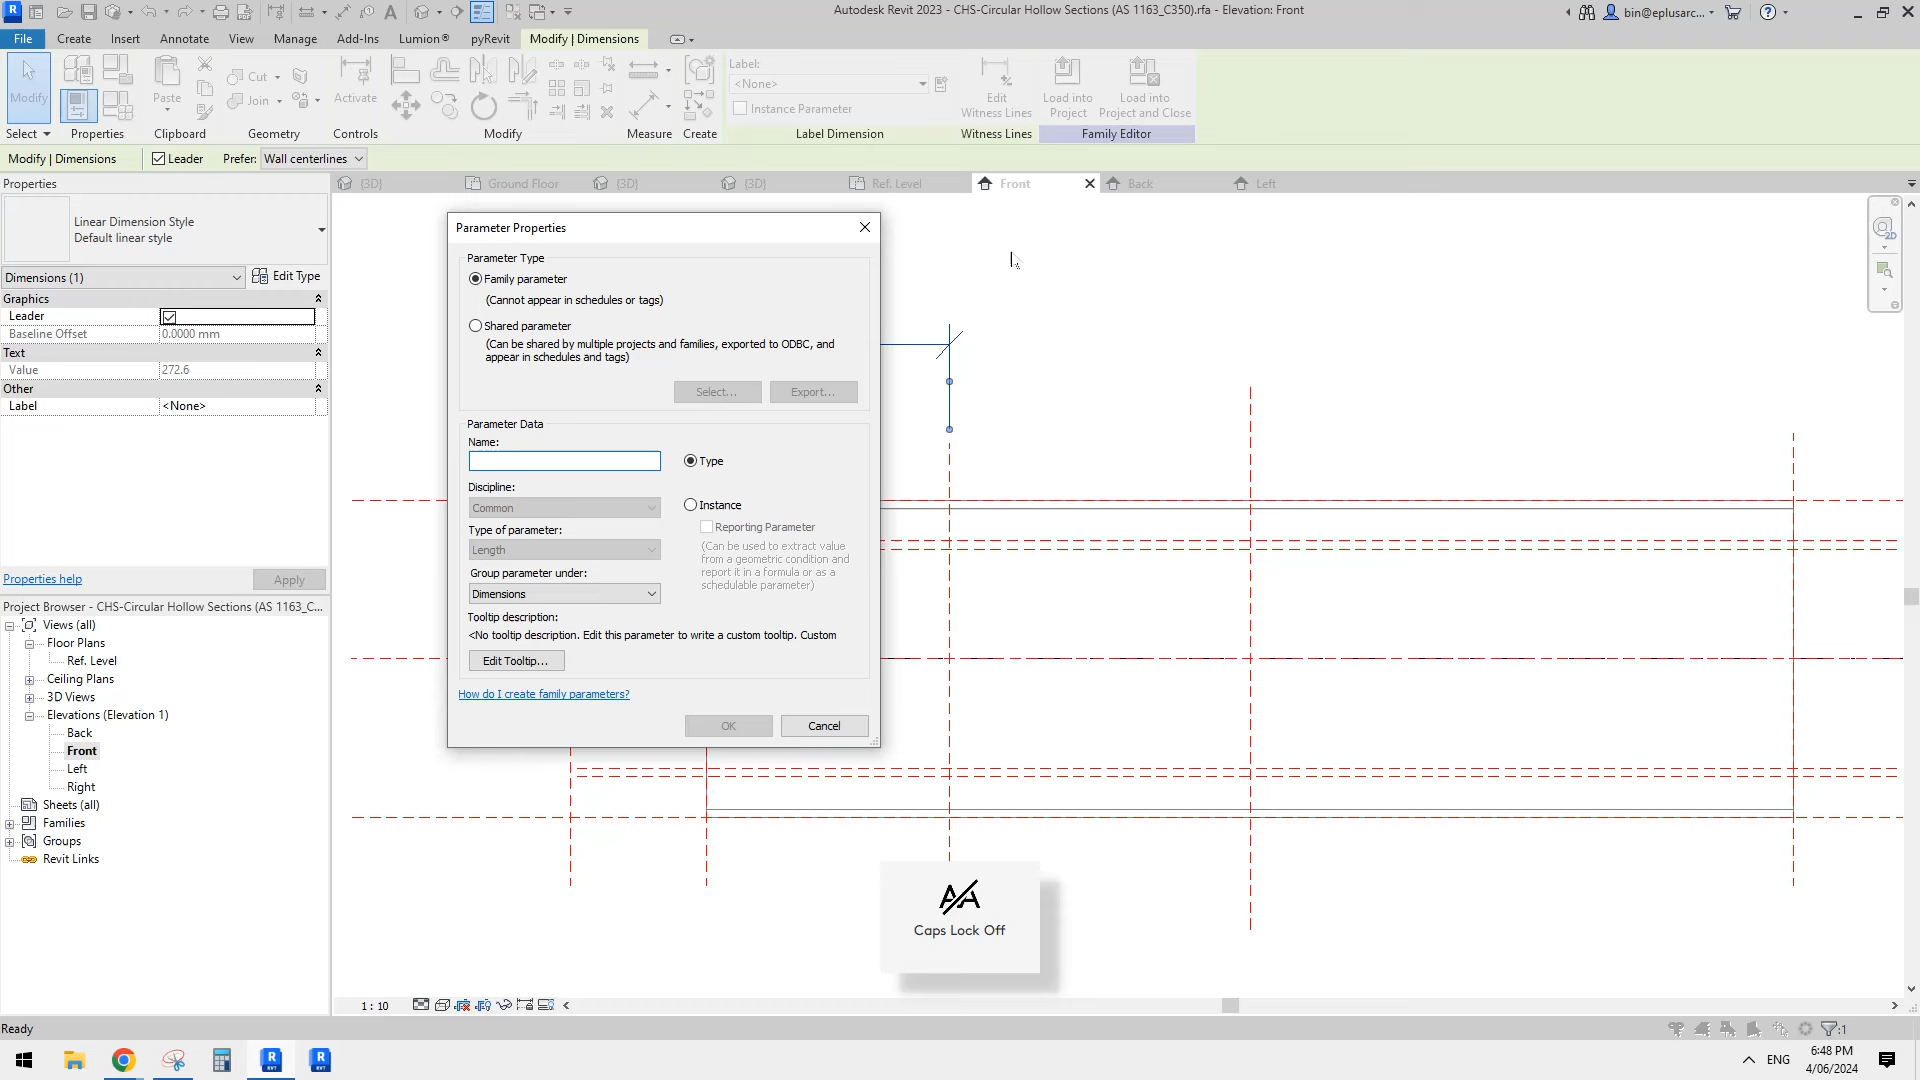 Autodesk Revit 2023 - CHS-Circular Hollow Sections (AS 1163_C350).rfa - Elevation: Front
bin@eplusarc...
File
Create
Insert
Annotate
View
Manage
Add-Ins
Lumion®
pyRevit
Modify | Dimensions
Modify
Paste
Cut
Join
Activate
Label:
<None>
Instance Parameter
Edit
Witness Lines
Load into
Project
Load into
Project and Close
Select
Properties
Clipboard
Geometry
Controls
Modify
Measure
Create
Label Dimension
Witness Lines
Family Editor
Modify | Dimensions
Leader
Prefer:
Wall centerlines
Properties
{3D}
Ground Floor
{3D}
{3D}
Ref. Level
Front
Back
Left
Linear Dimension Style
Default linear style
Dimensions (1)
Edit Type
Graphics
Leader
Baseline Offset
0.0000 mm
Text
Value
272.6
Other
Label
<None>
Properties help
Apply
Project Browser - CHS-Circular Hollow Sections (AS 1163_C...
Views (all)
Floor Plans
Ref. Level
Ceiling Plans
3D Views
Elevations (Elevation 1)
Back
Front
Left
Right
Sheets (all)
Families
Groups
Revit Links
Parameter Properties
Parameter Type
Family parameter
(Cannot appear in schedules or tags)
Shared parameter
(Can be shared by multiple projects and families, exported to ODBC, and
appear in schedules and tags)
Select...
Export...
Parameter Data
Name:
Type
Discipline:
Common
Instance
Reporting Parameter
Type of parameter:
Length
(Can be used to extract value
from a geometric condition and
report it in a formula or as a
schedulable parameter)
Group parameter under:
Dimensions
Tooltip description:
<No tooltip description. Edit this parameter to write a custom tooltip. Custom
Edit Tooltip...
How do I create family parameters?
OK
Cancel
2D
Caps Lock Off
1 : 10
Ready
:1
ENG
6:48 PM
4/06/2024